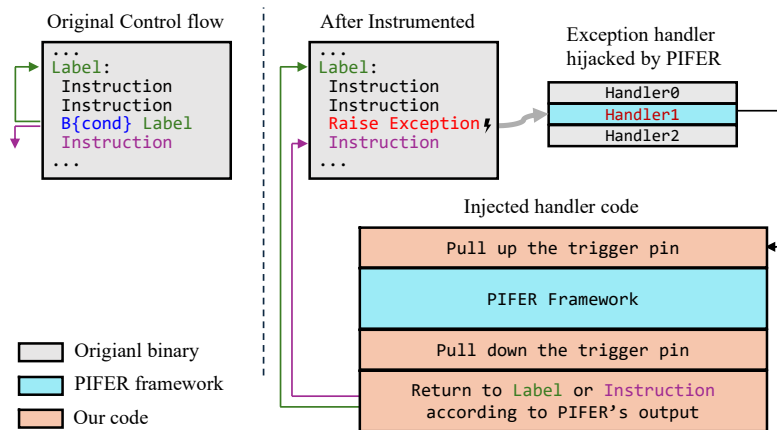 Original Control flow
...
Label:
Instruction
Instruction
B{cond} Label
Instruction
...
After Instrumented
...
Label:
Instruction
Instruction
Raise Exception
Instruction
...
Exception handler
hijacked by PIFER
Handler0
Handler1
Handler2
Injected handler code
Pull up the trigger pin
PIFER Framework
Pull down the trigger pin
Return to Label or Instruction
according to PIFER's output
Origianl binary
PIFER framework
Our code